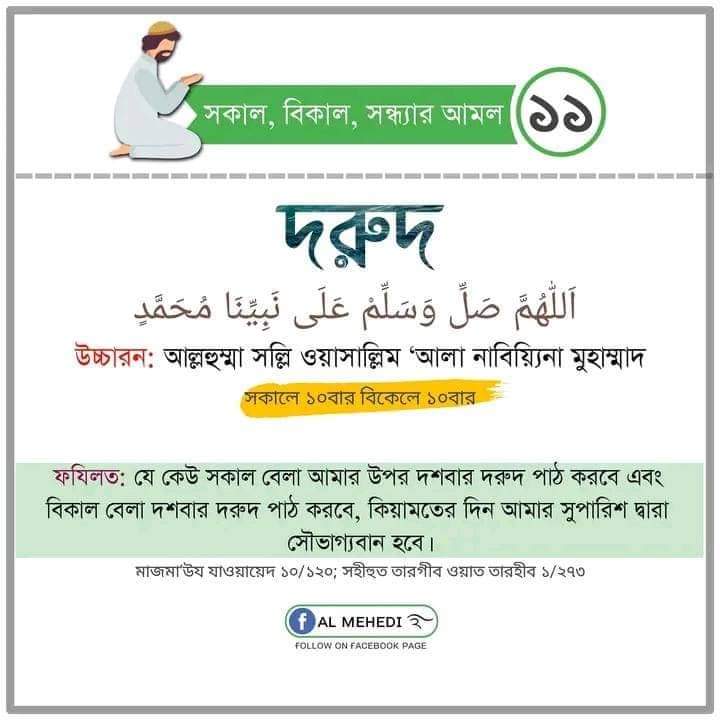 সকাল, বিকাল, সন্ধ্যার আমল ১১
দরুদ
اَللّٰهُمَّ صَلِّ وَسَلِّمْ عَلَى نَبِيِّنَا مُحَمَّدٍ
উচ্চারন: আল্লহুম্মা সল্লি ওয়াসাল্লিম ‘আলা নাবিয়্যিনা মুহাম্মাদ
সকালে ১০বার বিকেলে ১০বার
ফযিলত: যে কেউ সকাল বেলা আমার উপর দশবার দরুদ পাঠ করবে এবং
বিকাল বেলা দশবার দরুদ পাঠ করবে, কিয়ামতের দিন আমার সুপারিশ দ্বারা
সৌভাগ্যবান হবে।
মাজমা‘উয যাওয়ায়েদ ১০/১২০; সহীহুত তারগীব ওয়াত তারহীব ১/২৭৩
f AL MEHEDI ২
FOLLOW ON FACEBOOK PAGE